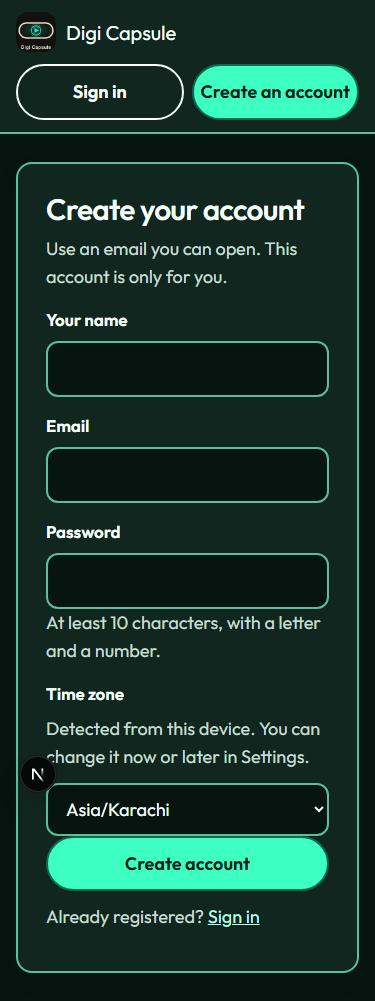 Digi Capsule
Digi Capsule
Sign in
Create an account
Create your account
Use an email you can open. This
account is only for you.
Your name
Email
Password
At least 10 characters, with a letter
and a number.
Time zone
Detected from this device. You can
change it now or later in Settings.
N
Asia/Karachi
Create account
Already registered? Sign in